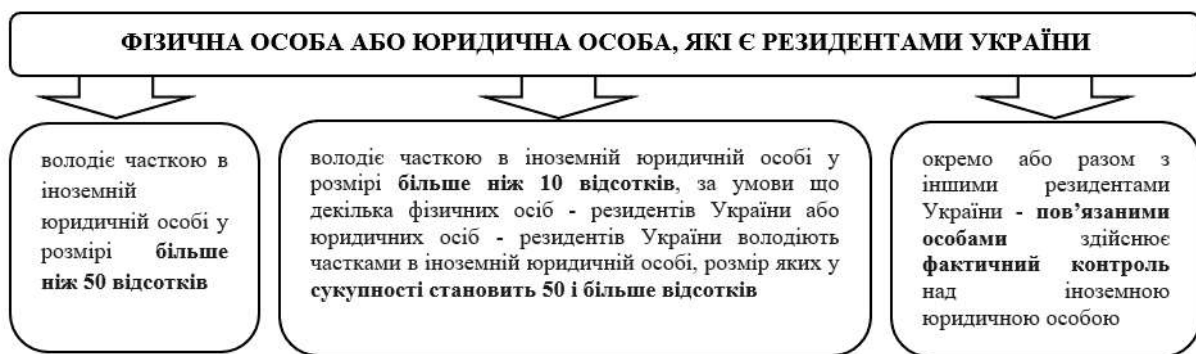 ФІЗИЧНА ОСОБА АБО ЮРИДИЧНА ОСОБА, ЯКІ Є РЕЗИДЕНТАМИ УКРАЇНИ
володіє часткою в
іноземній
юридичній особі у
розмірі більше
ніж 50 відсотків
володіє часткою в іноземній юридичній особі у
розмірі більше ніж 10 відсотків, за умови що
декілька фізичних осіб - резидентів України або
юридичних осіб - резидентів України володіють
частками в іноземній юридичній особі, розмір яких у
сукупності становить 50 і більше відсотків
окремо або разом з
іншими резидентами
України - пов’язаними
особами здійснює
фактичний контроль
над іноземною
юридичною особою